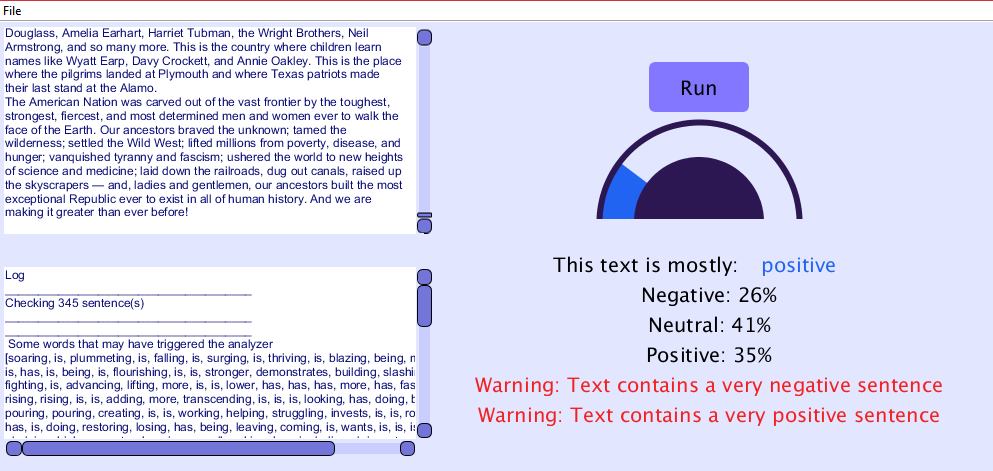 File
Douglass, Amelia Earhart, Harriet Tubman, the Wright Brothers, Neil
Armstrong, and so many more. This is the country where children learn
names like Wyatt Earp, Davy Crockett, and Annie Oakley. This is the place
where the pilgrims landed at Plymouth and where Texas patriots made
their last stand at the Alamo.
The American Nation was carved out of the vast frontier by the toughest,
strongest, fiercest, and most determined men and women ever to walk the
face of the Earth. Our ancestors braved the unknown; tamed the
wilderness; settled the Wild West; lifted millions from poverty, disease, and
hunger; vanquished tyranny and fascism; ushered the world to new heights
of science and medicine; laid down the railroads, dug out canals, raised up
the skyscrapers — and, ladies and gentlemen, our ancestors built the most
exceptional Republic ever to exist in all of human history. And we are
making it greater than ever before!
Log
Checking 345 sentence(s)
Some words that may have triggered the analyzer
[soaring, is, plummeting, is, falling, is, surging, is, thriving, is, blazing, being,
is, has, is, being, is, flourishing, is, is, stronger, demonstrates, building,
fighting, is, advancing, lifting, more, is, is, lower, has, has, has, more, has,
rising, rising, is, is, adding, more, transcending, is, is, is, looking, has, doing,
pouring, pouring, creating, is, is, working, helping, struggling, invests, is, is,
has, is, doing, restoring, losing, has, being, leaving, coming, is, wants, is, is,
Run
This text is mostly: positive
Negative: 26%
Neutral: 41%
Positive: 35%
Warning: Text contains a very negative sentence
Warning: Text contains a very positive sentence